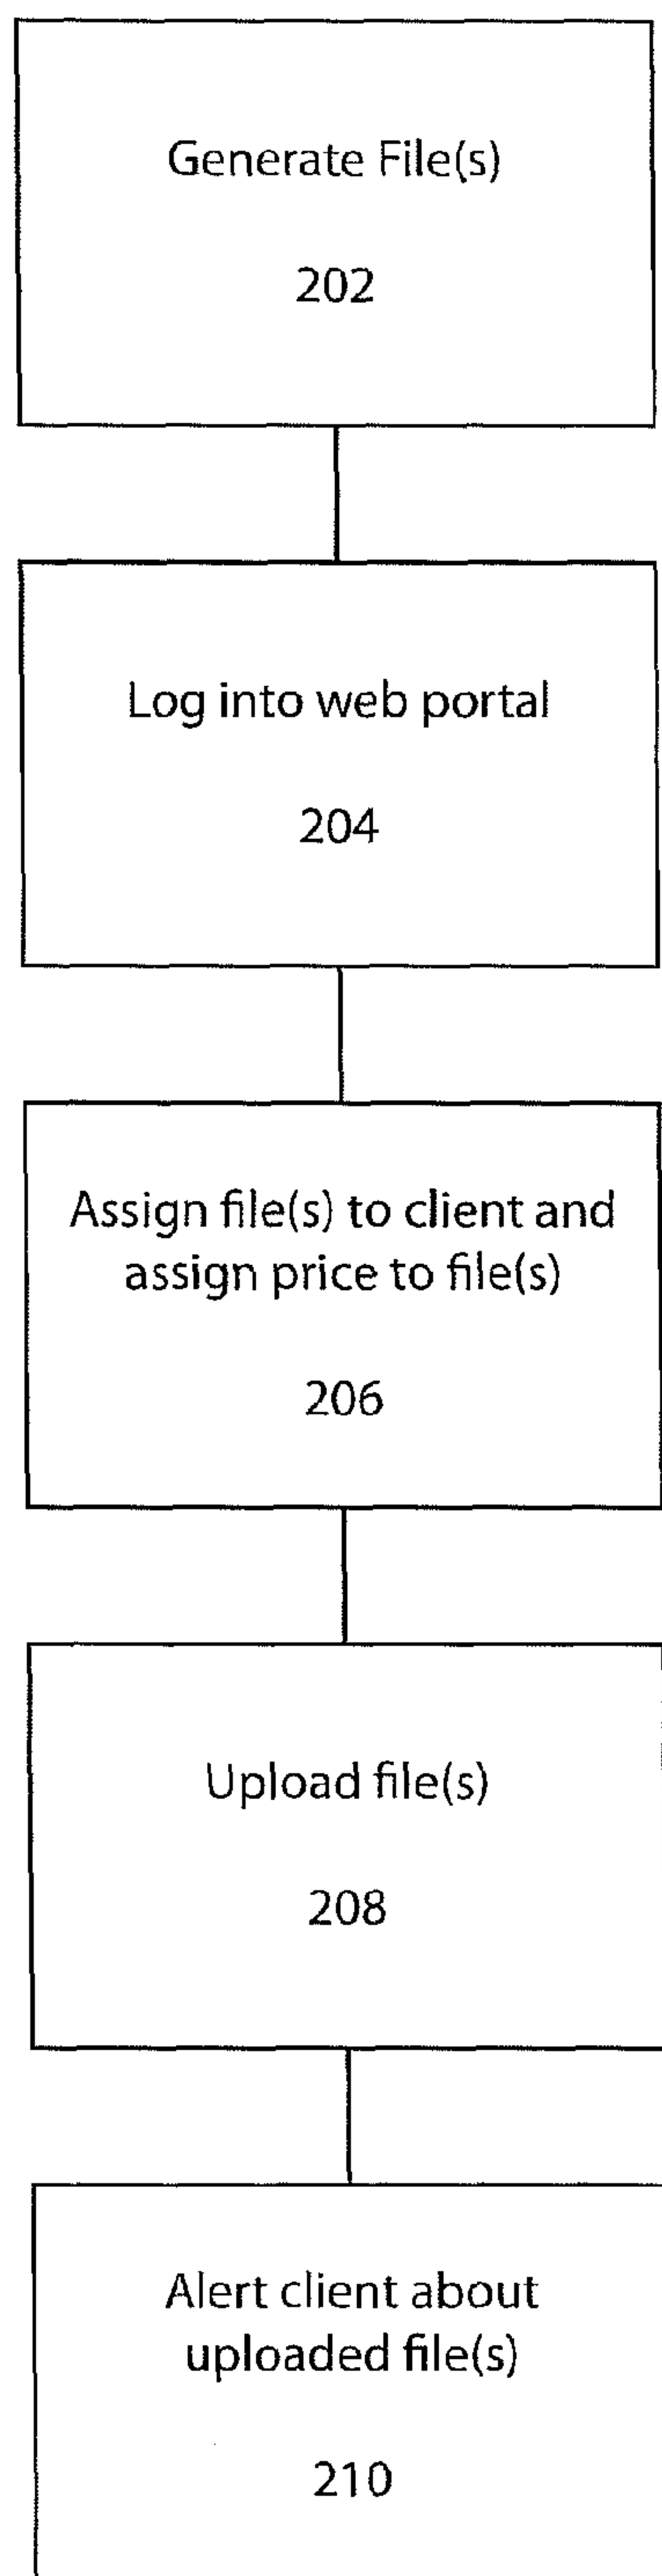 Generate File(s)
202
Log into web portal
204
Assign file(s) to client and
assign price to file(s)
206
Upload file(s)
208
Alert client about
uploaded file(s)
210